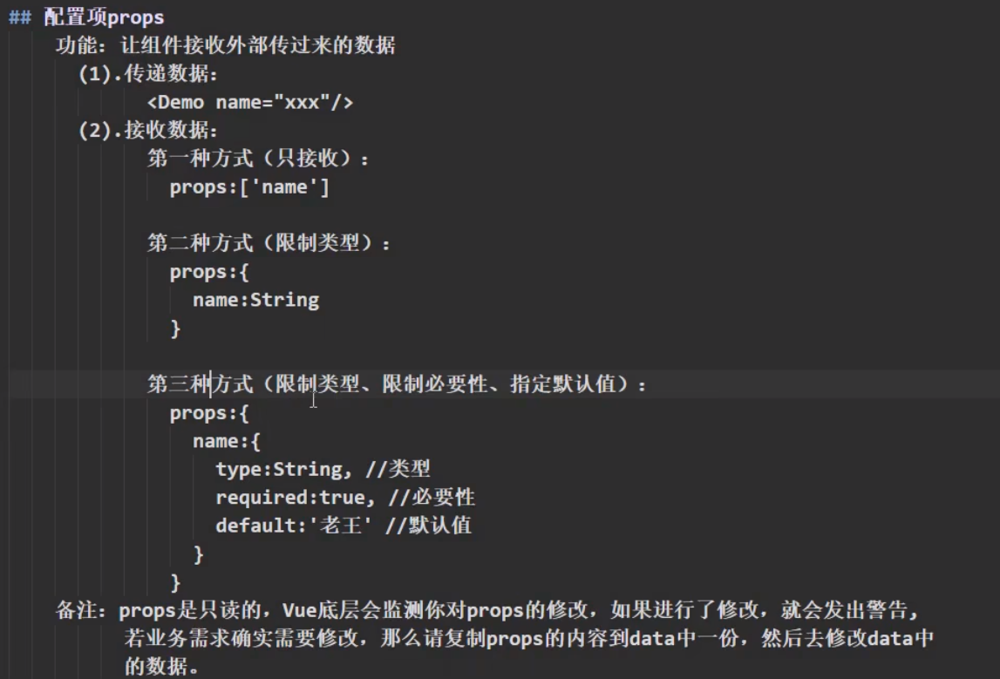 ## 配置项props
功能：让组件接收外部传过来的数据
(1).传递数据：
<Demo name="xxx"/>
(2).接收数据：
第一种方式（只接收）：
props:['name']
第二种方式（限制类型）：
props:{
name:String
}
第三种方式（限制类型、限制必要性、指定默认值）：
props:{
name:{
type:String, //类型
required:true, //必要性
default:'老王' //默认值
}
}
备注：props是只读的，Vue底层会监测你对props的修改，如果进行了修改，就会发出警告，
若业务需求确实需要修改，那么请复制props的内容到data中一份，然后去修改data中
的数据。